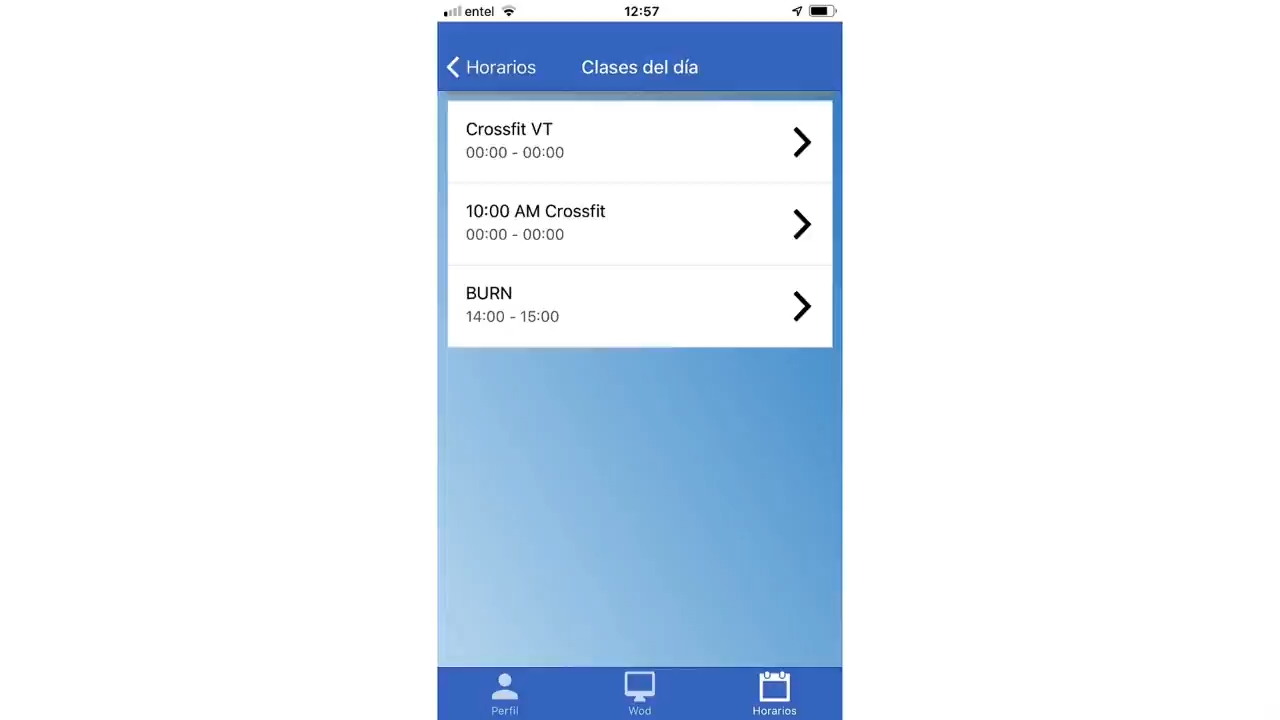 entel 12:57
Horarios Clases del día
Crossfit VT
00:00 - 00:00
10:00 AM Crossfit
00:00 - 00:00
BURN
14:00 - 15:00
Perfil Wod Horarios